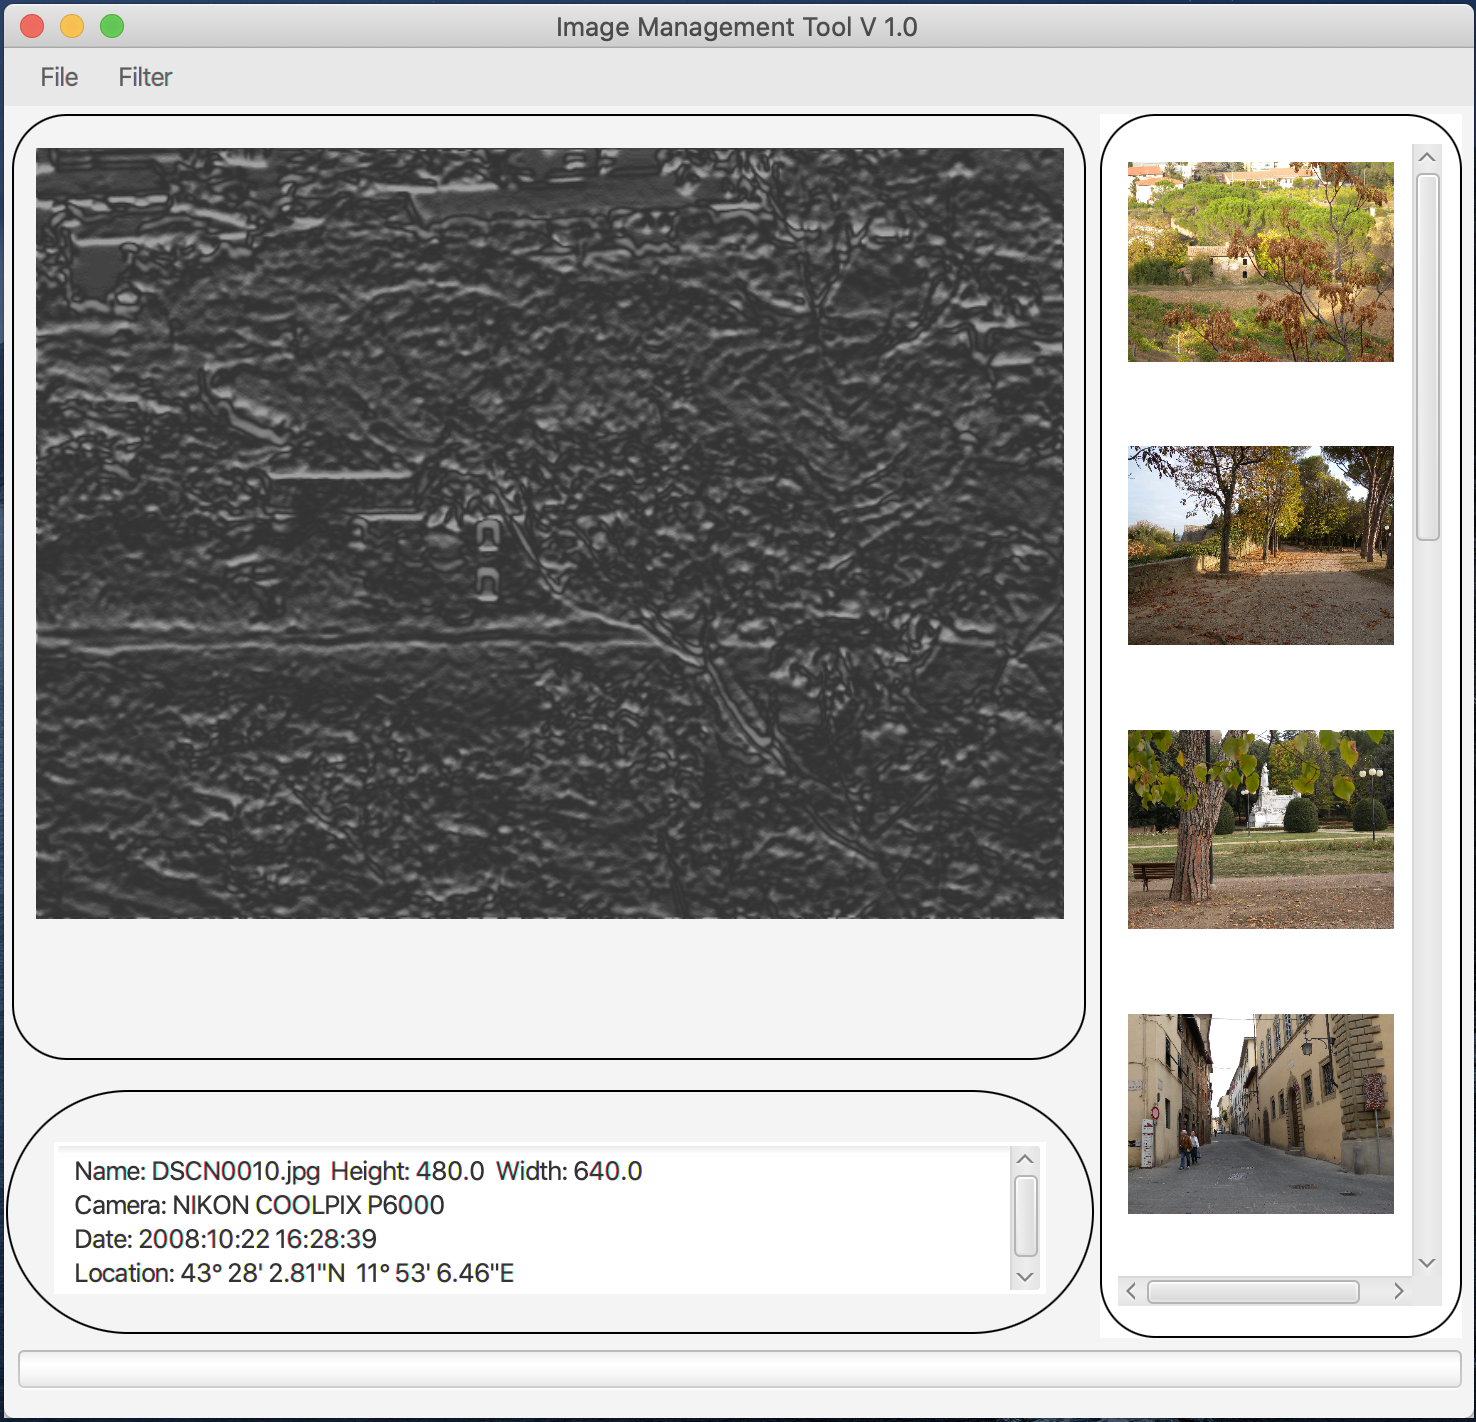 Image Management Tool V 1.0
File Filter
Name: DSCN0010.jpg Height: 480.0 Width: 640.0
Camera: NIKON COOLPIX P6000
Date: 2008:10:22 16:28:39
Location: 43° 28' 2.81"N 11° 53' 6.46"E